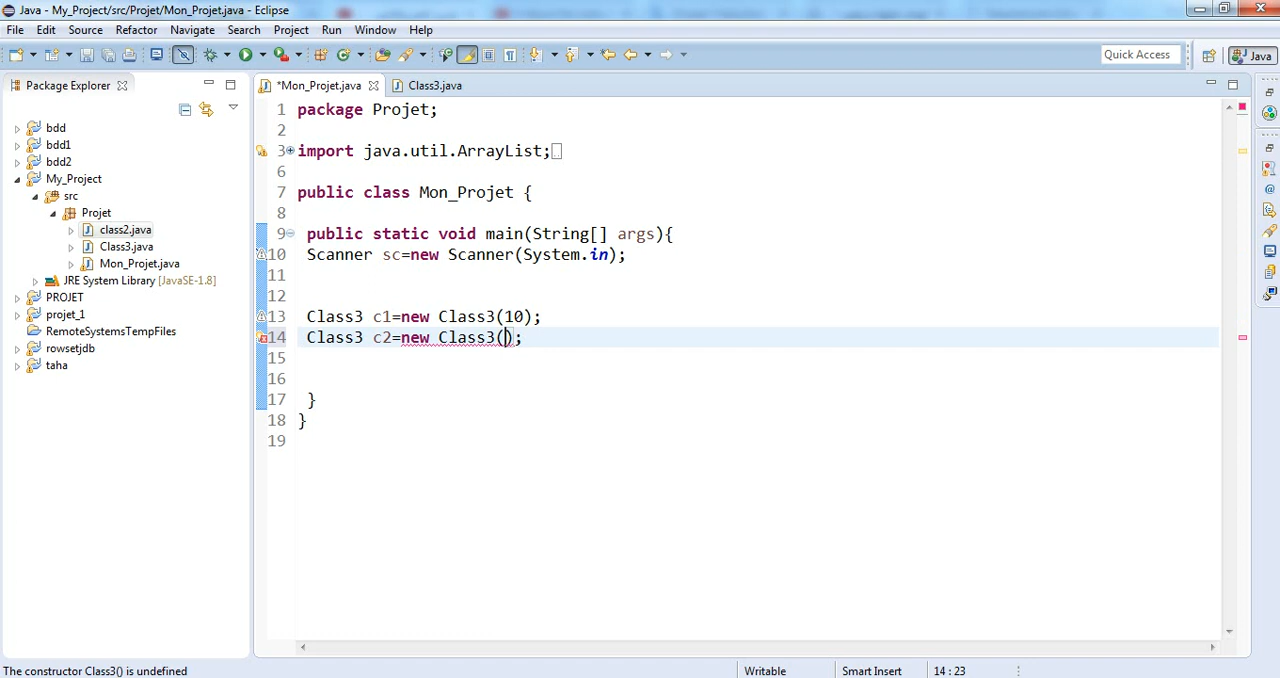 Java - My_Project/src/Projet/Mon_Projet.java - Eclipse
File Edit Source Refactor Navigate Search Project Run Window Help
Quick Access
Java
Package Explorer
*Mon_Projet.java
Class3.java
bdd
bdd1
bdd2
My_Project
src
Projet
class2.java
Class3.java
Mon_Projet.java
JRE System Library [JavaSE-1.8]
PROJET
projet_1
RemoteSystemsTempFiles
rowsetjdb
taha
1 package Projet;
2
3 import java.util.ArrayList;
6
7 public class Mon_Projet {
8
9 public static void main(String[] args){
10 Scanner sc=new Scanner(System.in);
11
12
13 Class3 c1=new Class3(10);
14 Class3 c2=new Class3();
15
16
17 }
18 }
19
The constructor Class3() is undefined
Writable
Smart Insert
14 : 23